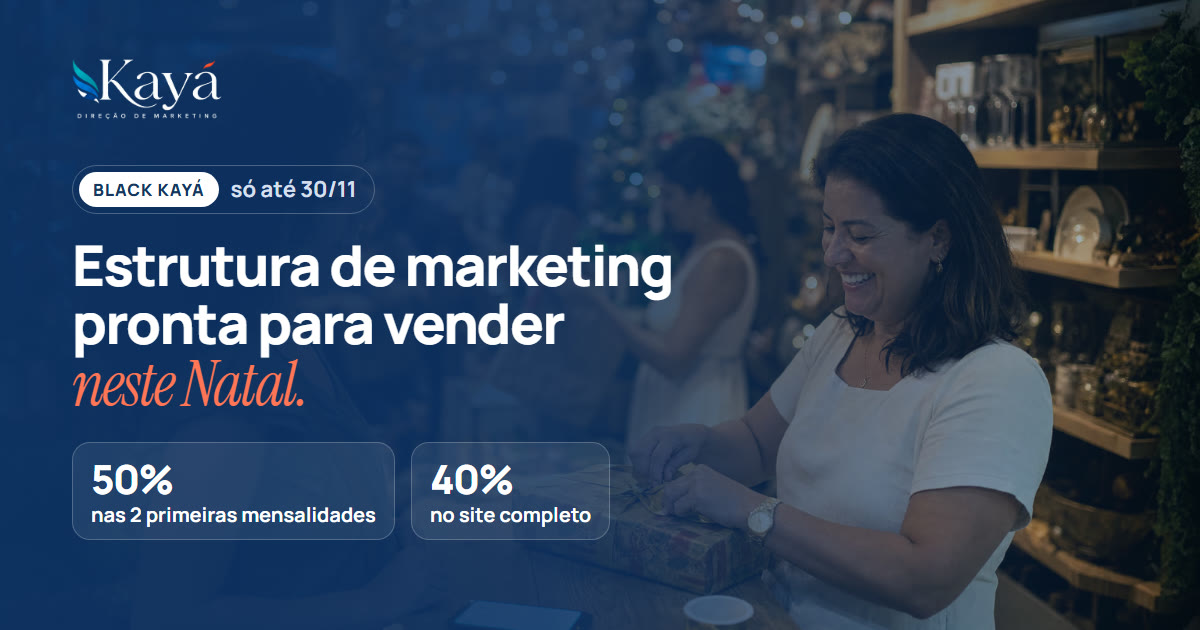 Kayá
DIREÇÃO DE MARKETING
BLACK KAYÁ só até 30/11
Estrutura de marketing
pronta para vender
neste Natal.
50%
nas 2 primeiras mensalidades
40%
no site completo